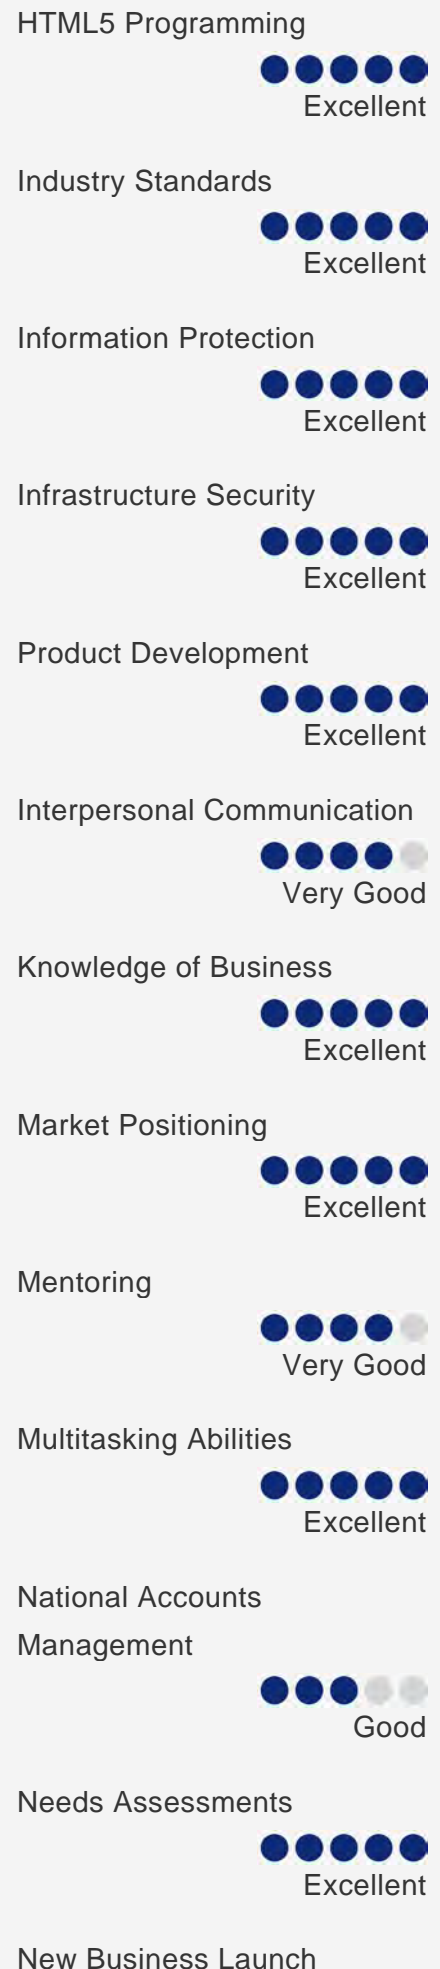 HTML5 Programming
Excellent
Industry Standards
Excellent
Information Protection
Excellent
Infrastructure Security
Excellent
Product Development
Excellent
Interpersonal Communication
Very Good
Knowledge of Business
Excellent
Market Positioning
Excellent
Mentoring
Very Good
Multitasking Abilities
Excellent
National Accounts
Management
Good
Needs Assessments
Excellent
New Business Launch